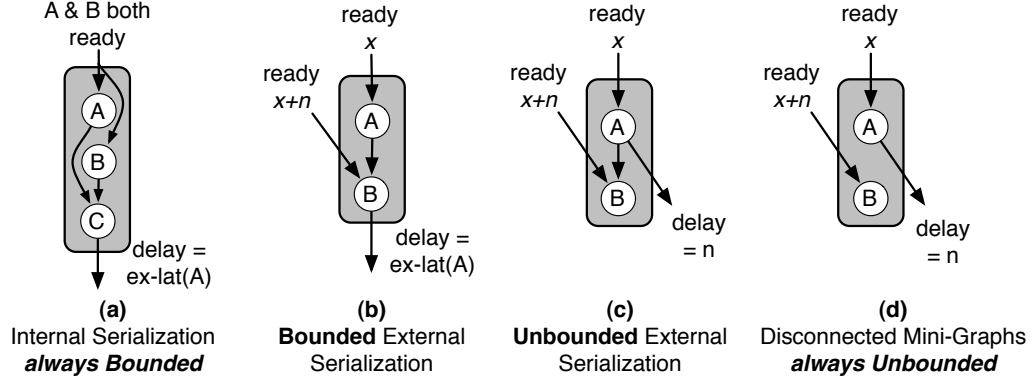 A & B both
ready
A
B
C
delay =
ex-lat(A)
(a)
Internal Serialization
always Bounded
ready
x
ready
x+n
A
B
delay =
ex-lat(A)
(b)
Bounded External
Serialization
ready
x
ready
x+n
A
B
delay
= n
(c)
Unbounded External
Serialization
ready
x
ready
x+n
A
B
delay
= n
(d)
Disconnected Mini-Graphs
always Unbounded